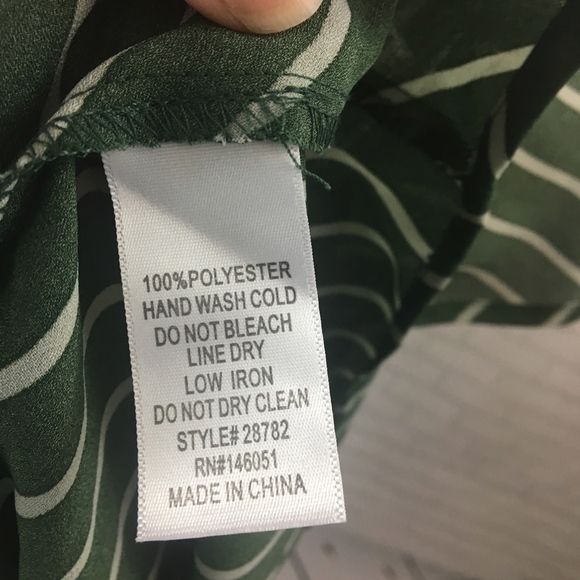 100%POLYESTER
HAND WASH COLD
DO NOT BLEACH
LINE DRY
LOW IRON
DO NOT DRY CLEAN
STYLE# 28782
RN#146051
MADE IN CHINA